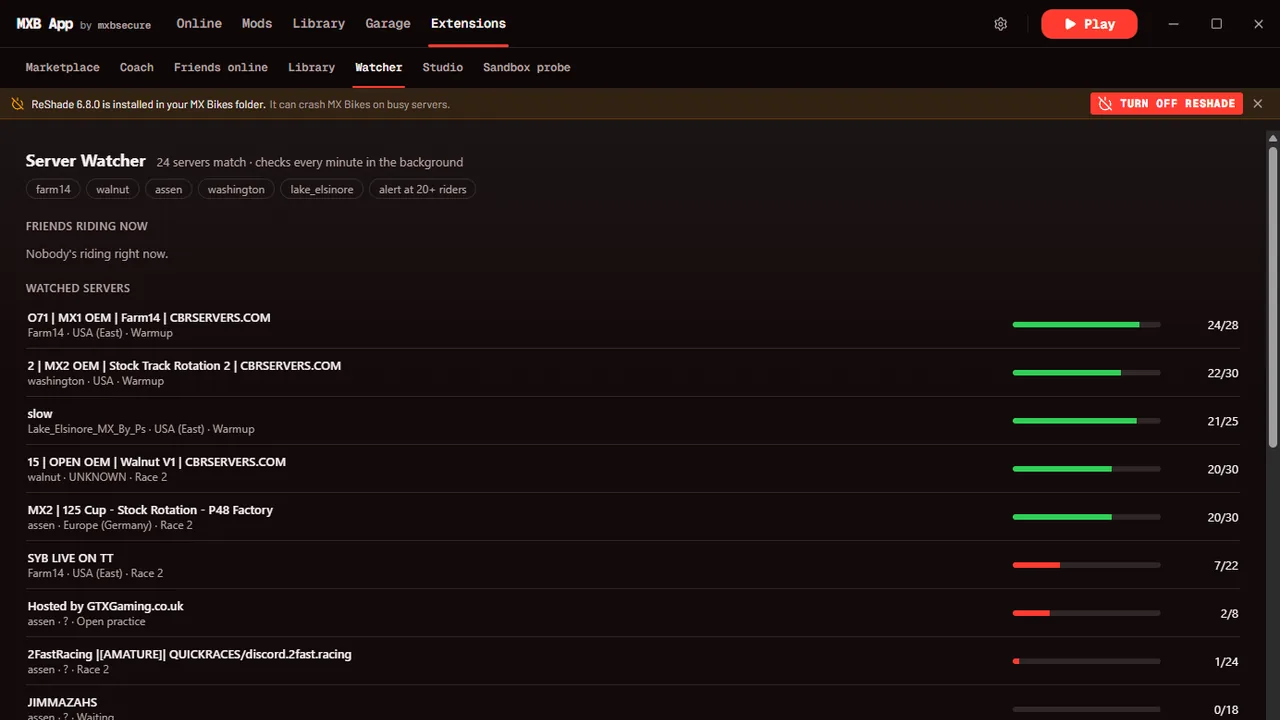 MXB App by mxbsecure Online Mods Library Garage Extensions Play
Marketplace Coach Friends online Library Watcher Studio Sandbox probe
ReShade 6.8.0 is installed in your MX Bikes folder. It can crash MX Bikes on busy servers. TURN OFF RESHADE
Server Watcher 24 servers match · checks every minute in the background
farm14 walnut assen washington lake_elsinore alert at 20+ riders
FRIENDS RIDING NOW
Nobody's riding right now.
WATCHED SERVERS
O71 | MX1 OEM | Farm14 | CBRSERVERS.COM
Farm14 · USA (East) · Warmup
24/28
2 | MX2 OEM | Stock Track Rotation 2 | CBRSERVERS.COM
washington · USA · Warmup
22/30
slow
Lake_Elsinore_MX_By_Ps · USA (East) · Warmup
21/25
15 | OPEN OEM | Walnut V1 | CBRSERVERS.COM
walnut · UNKNOWN · Race 2
20/30
MX2 | 125 Cup - Stock Rotation - P48 Factory
assen · Europe (Germany) · Race 2
20/30
SYB LIVE ON TT
Farm14 · USA (East) · Race 2
7/22
Hosted by GTXGaming.co.uk
assen · ? · Open practice
2/8
2FastRacing |[AMATURE]| QUICKRACES/discord.2fast.racing
assen · ? · Race 2
1/24
JIMMAZAHS
assen · ? · Waiting
0/18